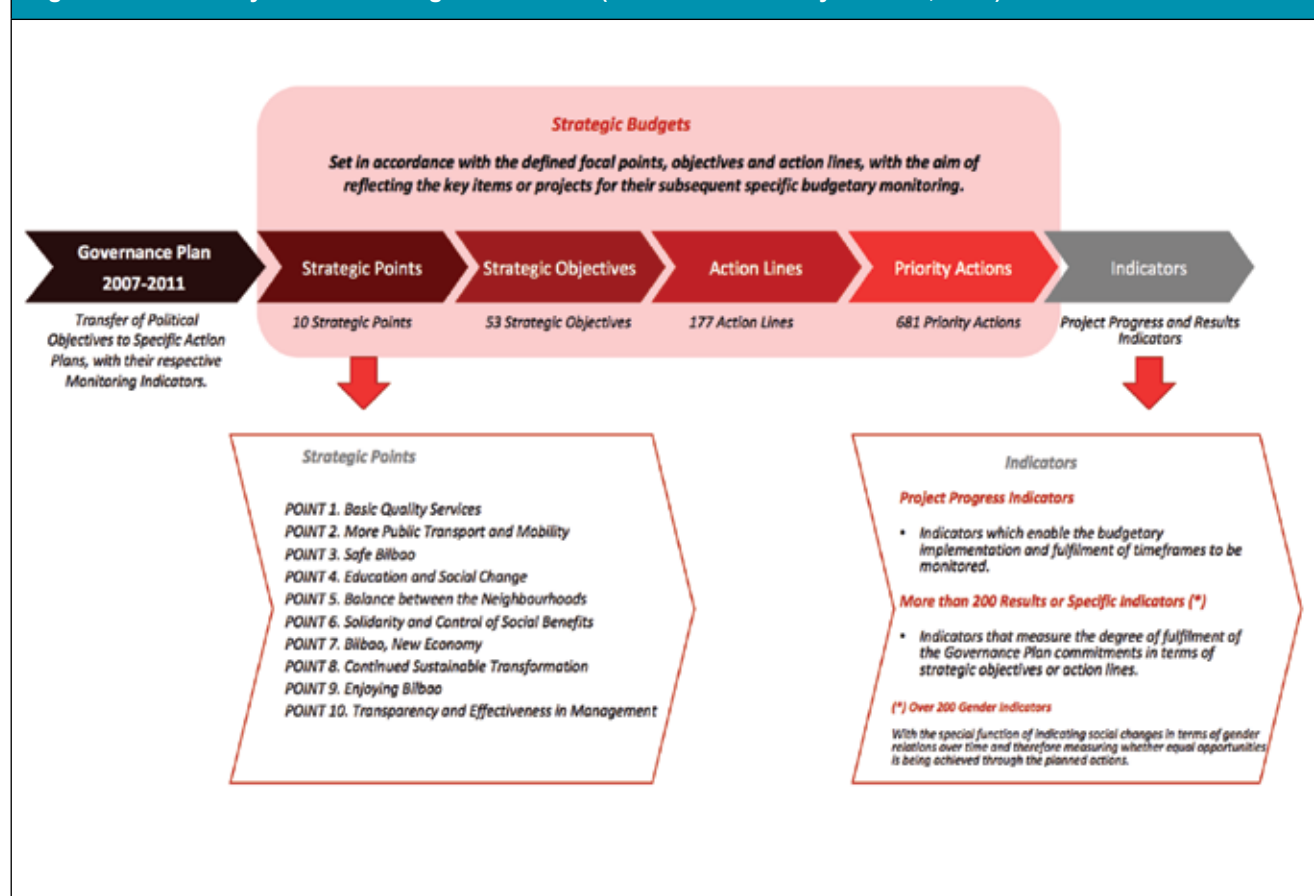 Strategic Budgets
Set in accordance with the defined focal points, objectives and action lines, with the aim of
reflecting the key items or projects for their subsequent specific budgetary monitoring.
Governance Plan
2007-2011
Strategic Points
Strategic Objectives
Action Lines
Priority Actions
Indicators
Transfer of Political
Objectives to Specific Action
Plans, with their respective
Monitoring Indicators.
10 Strategic Points
53 Strategic Objectives
177 Action Lines
681 Priority Actions
Project Progress and Results
Indicators
Strategic Points
POINT 1. Basic Quality Services
POINT 2. More Public Transport and Mobility
POINT 3. Safe Bilbao
POINT 4. Education and Social Change
POINT 5. Balance between the Neighbourhoods
POINT 6. Solidarity and Control of Social Benefits
POINT 7. Bilbao, New Economy
POINT 8. Continued Sustainable Transformation
POINT 9. Enjoying Bilbao
POINT 10. Transparency and Effectiveness in Management
Indicators
Project Progress Indicators
• Indicators which enable the budgetary
implementation and fulfilment of timeframes to be
monitored.
More than 200 Results or Specific Indicators (*)
• Indicators that measure the degree of fulfilment of
the Governance Plan commitments in terms of
strategic objectives or action lines.
(*) Over 200 Gender Indicators
With the special function of indicating social changes in terms of gender
relations over time and therefore measuring whether equal opportunities
is being achieved through the planned actions.